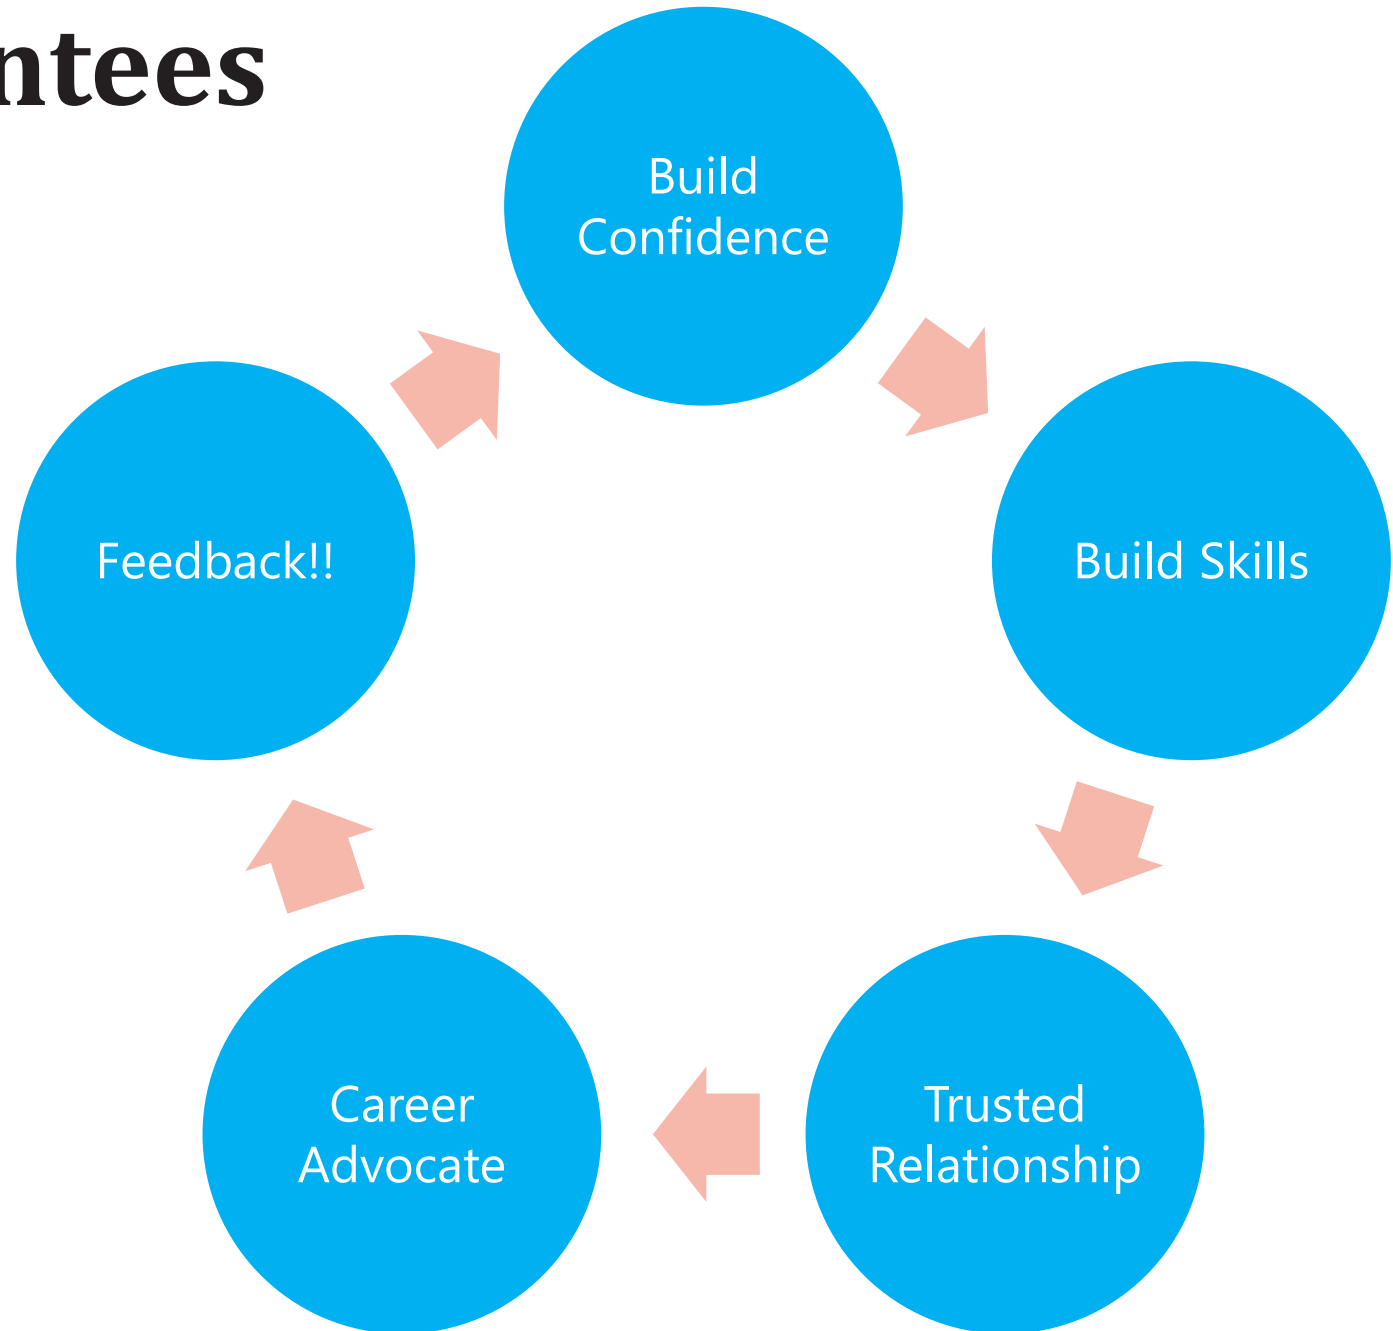 ntees
Build
Confidence
Build Skills
Trusted
Relationship
Career
Advocate
Feedback!!